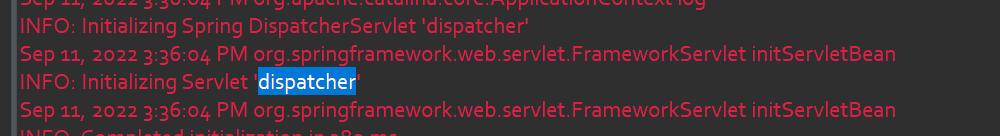 Sep 11, 2022 3:36:04 PM org.apache.catalina.core.ApplicationContext log
INFO: Initializing Spring DispatcherServlet 'dispatcher'
Sep 11, 2022 3:36:04 PM org.springframework.web.servlet.FrameworkServlet initServletBean
INFO: Initializing Servlet 'dispatcher'
Sep 11, 2022 3:36:04 PM org.springframework.web.servlet.FrameworkServlet initServletBean
INFO: Completed initialization in